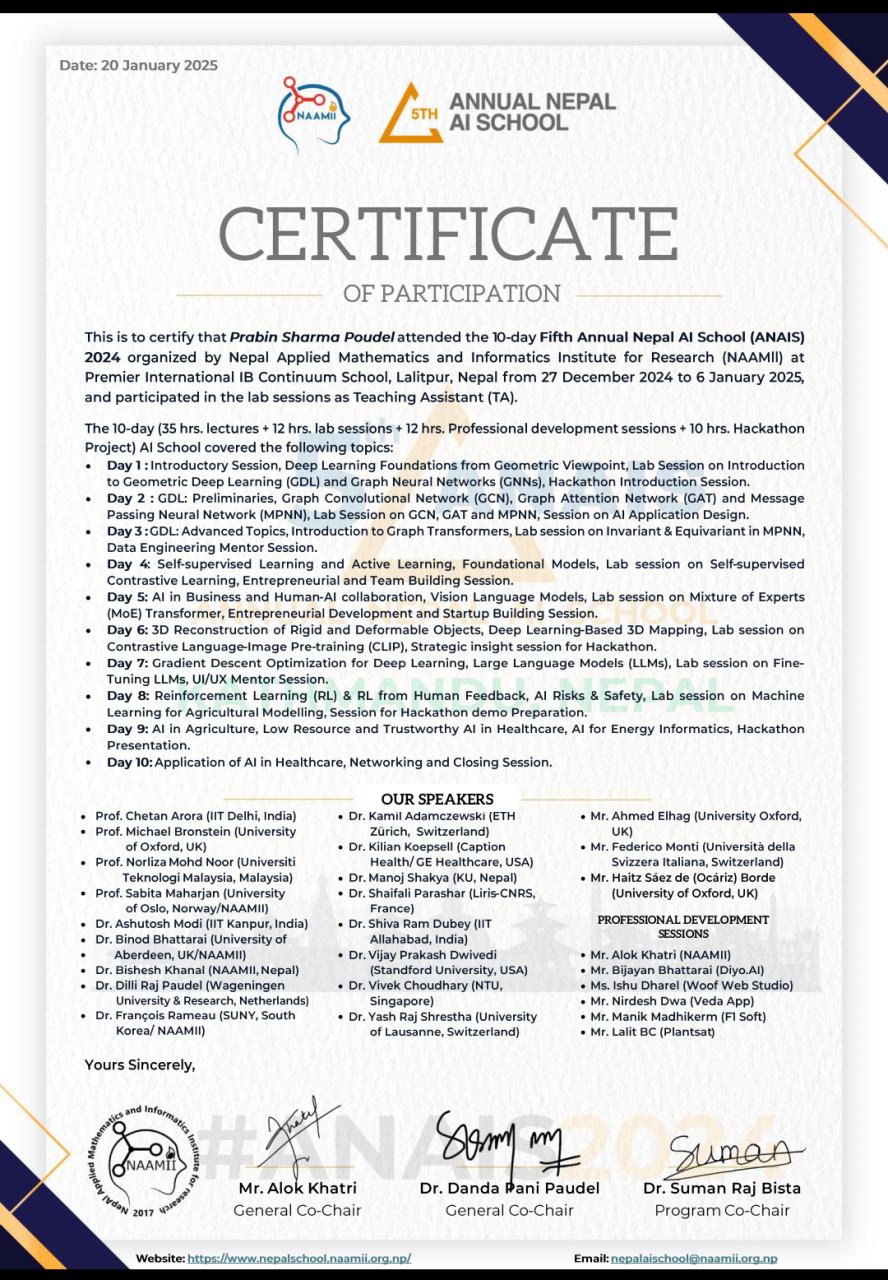 Date: 20 January 2025
NAAMII
5TH
ANNUAL NEPAL
AI SCHOOL
CERTIFICATE
OF PARTICIPATION
This is to certify that Prabin Sharma Poudel attended the 10-day Fifth Annual Nepal AI School (ANAIS)
2024 organized by Nepal Applied Mathematics and Informatics Institute for Research (NAAMII) at
Premier International IB Continuum School, Lalitpur, Nepal from 27 December 2024 to 6 January 2025,
and participated in the lab sessions as Teaching Assistant (TA).
The 10-day (35 hrs. lectures + 12 hrs. lab sessions + 12 hrs. Professional development sessions + 10 hrs. Hackathon
Project) AI School covered the following topics:
• Day 1 : Introductory Session, Deep Learning Foundations from Geometric Viewpoint, Lab Session on Introduction
to Geometric Deep Learning (GDL) and Graph Neural Networks (GNNs), Hackathon Introduction Session.
• Day 2 : GDL: Preliminaries, Graph Convolutional Network (GCN), Graph Attention Network (GAT) and Message
Passing Neural Network (MPNN), Lab Session on GCN, GAT and MPNN, Session on AI Application Design.
• Day 3 : GDL: Advanced Topics, Introduction to Graph Transformers, Lab session on Invariant & Equivariant in MPNN,
Data Engineering Mentor Session.
• Day 4: Self-supervised Learning and Active Learning, Foundational Models, Lab session on Self-supervised
Contrastive Learning, Entrepreneurial and Team Building Session.
• Day 5: AI in Business and Human-AI collaboration, Vision Language Models, Lab session on Mixture of Experts
(MoE) Transformer, Entrepreneurial Development and Startup Building Session.
• Day 6: 3D Reconstruction of Rigid and Deformable Objects, Deep Learning-Based 3D Mapping, Lab session on
Contrastive Language-Image Pre-training (CLIP), Strategic insight session for Hackathon.
• Day 7: Gradient Descent Optimization for Deep Learning, Large Language Models (LLMs), Lab session on Fine-
Tuning LLMs, UI/UX Mentor Session.
• Day 8: Reinforcement Learning (RL) & RL from Human Feedback, AI Risks & Safety, Lab session on Machine
Learning for Agricultural Modelling, Session for Hackathon demo Preparation.
• Day 9: AI in Agriculture, Low Resource and Trustworthy AI in Healthcare, AI for Energy Informatics, Hackathon
Presentation.
• Day 10: Application of AI in Healthcare, Networking and Closing Session.
5th ANAIS
ANNUAL NEPAL AI SCHOOL
KATHMANDU, NEPAL
OUR SPEAKERS
• Prof. Chetan Arora (IIT Delhi, India)
• Prof. Michael Bronstein (University
of Oxford, UK)
• Prof. Norliza Mohd Noor (Universiti
Teknologi Malaysia, Malaysia)
• Prof. Sabita Maharjan (University
of Oslo, Norway/NAAMII)
• Dr. Ashutosh Modi (IIT Kanpur, India)
• Dr. Binod Bhattarai (University of
• Aberdeen, UK/NAAMII)
• Dr. Bishesh Khanal (NAAMII, Nepal)
• Dr. Dilli Raj Paudel (Wageningen
University & Research, Netherlands)
• Dr. François Rameau (SUNY, South
Korea/ NAAMII)
• Dr. Kamil Adamczewski (ETH
Zürich, Switzerland)
• Dr. Kilian Koepsell (Caption
Health/ GE Healthcare, USA)
• Dr. Manoj Shakya (KU, Nepal)
• Dr. Shaifali Parashar (Liris-CNRS,
France)
• Dr. Shiva Ram Dubey (IIT
Allahabad, India)
• Dr. Vijay Prakash Dwivedi
(Standford University, USA)
• Dr. Vivek Choudhary (NTU,
Singapore)
• Dr. Yash Raj Shrestha (University
of Lausanne, Switzerland)
• Mr. Ahmed Elhag (University Oxford,
UK)
• Mr. Federico Monti (Università della
Svizzera Italiana, Switzerland)
• Mr. Haitz Sáez de (Ocáriz) Borde
(University of Oxford, UK)
PROFESSIONAL DEVELOPMENT
SESSIONS
• Mr. Alok Khatri (NAAMII)
• Mr. Bijayan Bhattarai (Diyo.AI)
• Ms. Ishu Dharel (Woof Web Studio)
• Mr. Nirdesh Dwa (Veda App)
• Mr. Manik Madhikerm (F1 Soft)
• Mr. Lalit BC (Plantsat)
Yours Sincerely,
#ANAIS2024
Nepal Applied Mathematics and Informatics Institute for research
NAAMII
2017
Suman
Mr. Alok Khatri
General Co-Chair
Dr. Danda Pani Paudel
General Co-Chair
Dr. Suman Raj Bista
Program Co-Chair
Website: https://www.nepalschool.naamii.org.np/
Email: nepalaischool@naamii.org.np